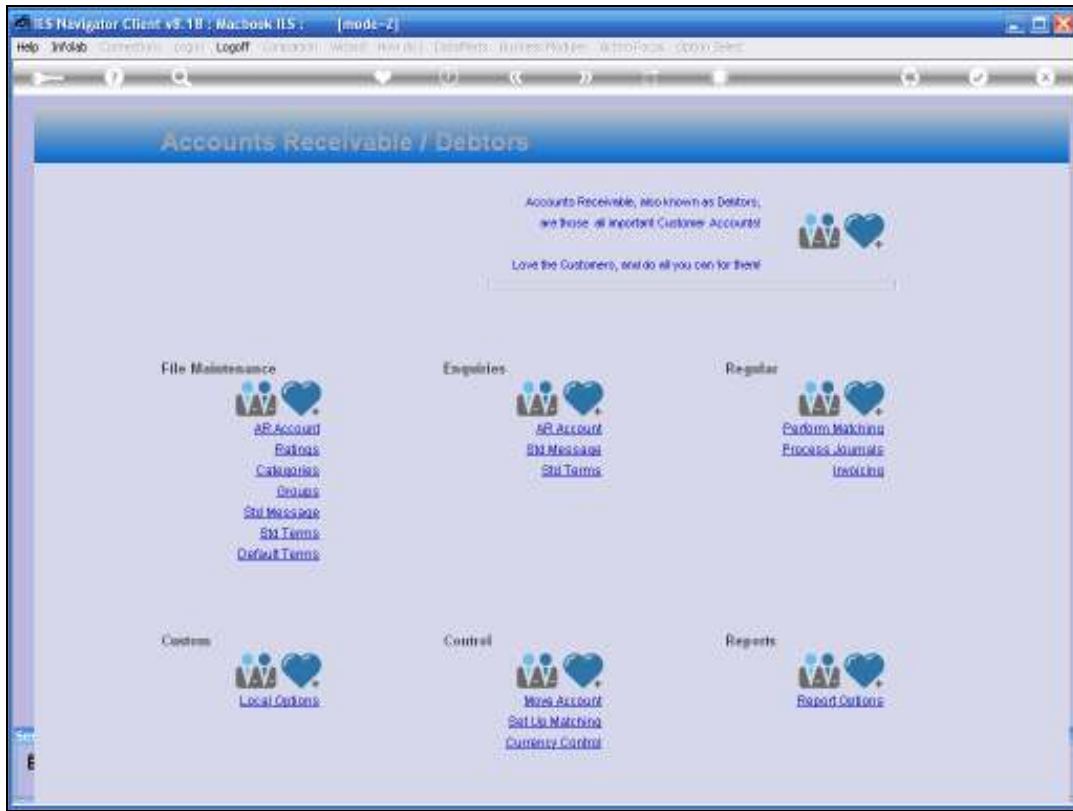 IES Navigator Client v8.1B : Macbook IES : [mode-Z]
Help Infolab Logoff
Accounts Receivable / Debtors
Accounts Receivable, also known as Debtors,
are those all important Customer Accounts!
Love the Customers, and do all you can for them!
File Maintenance
AR Account
Ratings
Categories
Groups
Std Message
Std Terms
Default Terms
Enquiries
AR Account
Std Message
Std Terms
Regular
Perform Matching
Process Journals
Invoicing
Custom
Local Options
Control
Move Account
Set Up Matching
Currency Control
Reports
Report Options